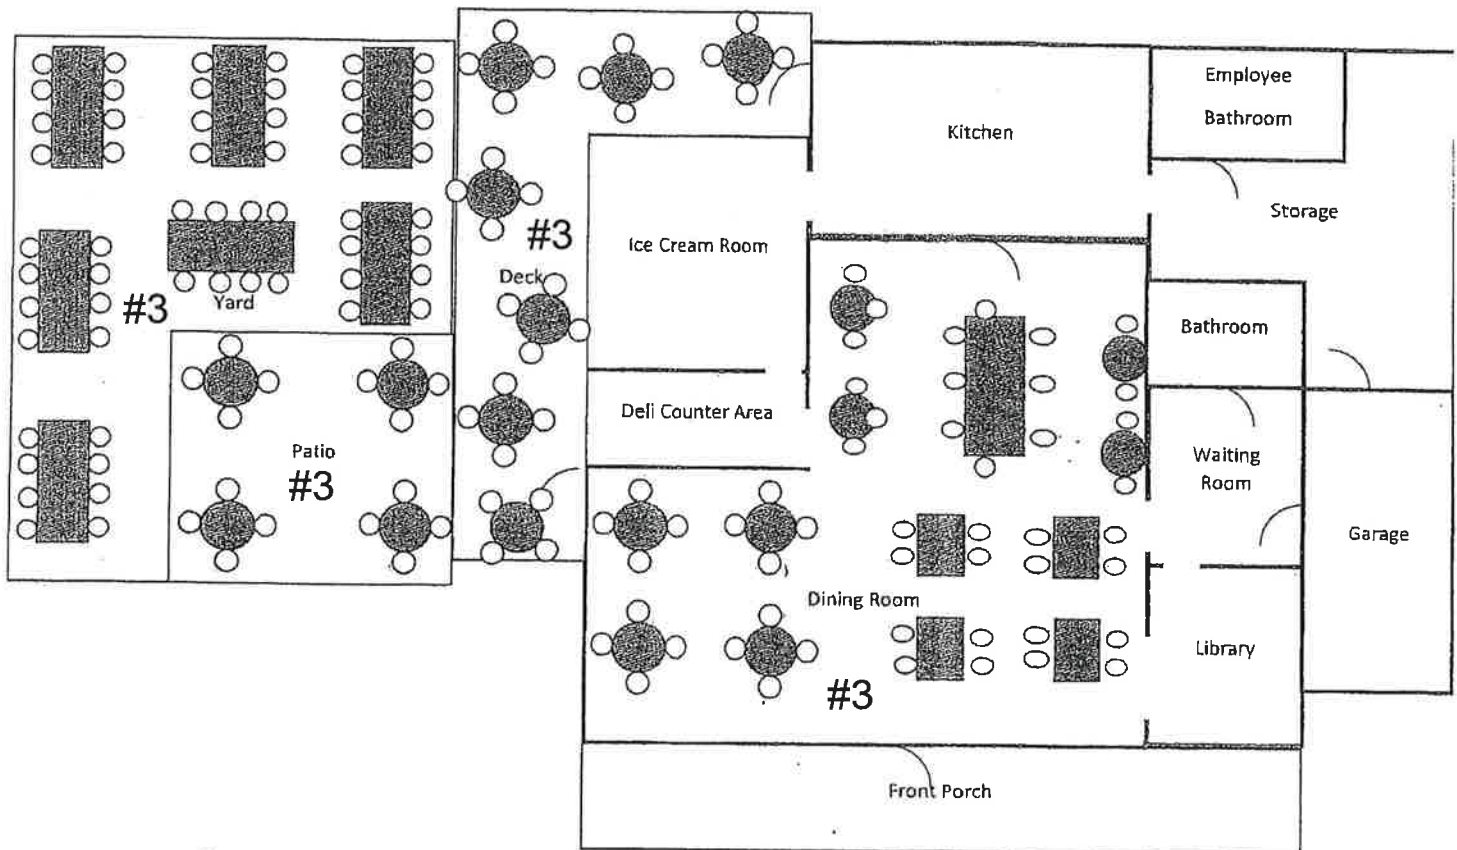 Employee
Bathroom
Kitchen
Storage
#3
Ice Cream Room
Deck
#3
Yard
Bathroom
Deli Counter Area
Patio
#3
Waiting
Room
Garage
Dining Room
Library
#3
Front Porch